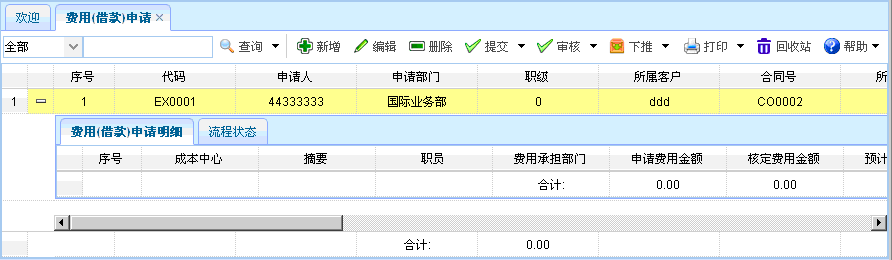 欢迎 费用(借款)申请
全部 查询 新增 编辑 删除 提交 审核 下推 打印 回收站 帮助
序号 代码 申请人 申请部门 职级 所属客户 合同号 所
1 1 EX0001 44333333 国际业务部 0 ddd CO0002
费用(借款)申请明细 流程状态
序号 成本中心 摘要 职员 费用承担部门 申请费用金额 核定费用金额 预计
合计: 0.00 0.00
合计: 0.00